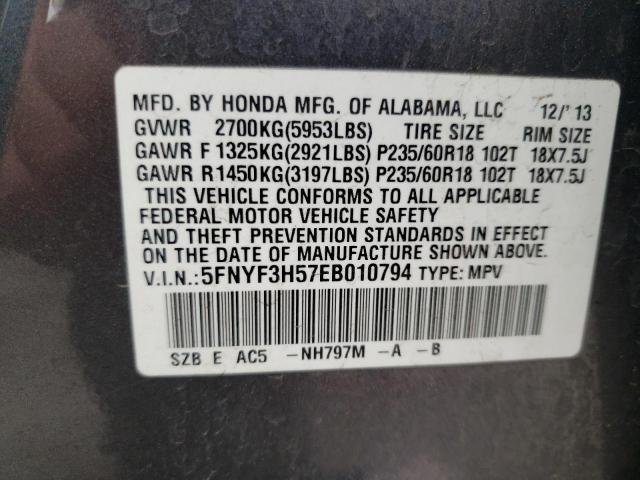 MFD. BY HONDA MFG. OF ALABAMA, LLC 12/'13
GVWR 2700KG(5953LBS) TIRE SIZE RIM SIZE
GAWR F 1325KG(2921LBS) P235/60R18 102T 18X7.5J
GAWR R1450KG(3197LBS) P235/60R18 102T 18X7.5J
THIS VEHICLE CONFORMS TO ALL APPLICABLE
FEDERAL MOTOR VEHICLE SAFETY
AND THEFT PREVENTION STANDARDS IN EFFECT
ON THE DATE OF MANUFACTURE SHOWN ABOVE.
V.I.N.:5FNYF3H57EB010794 TYPE: MPV
SZB E AC5 -NH797M -A -B